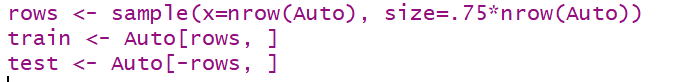 rows <- sample(x=nrow(Auto), size=.75*nrow(Auto))
train <- Auto[rows, ]
test <- Auto[-rows, ]